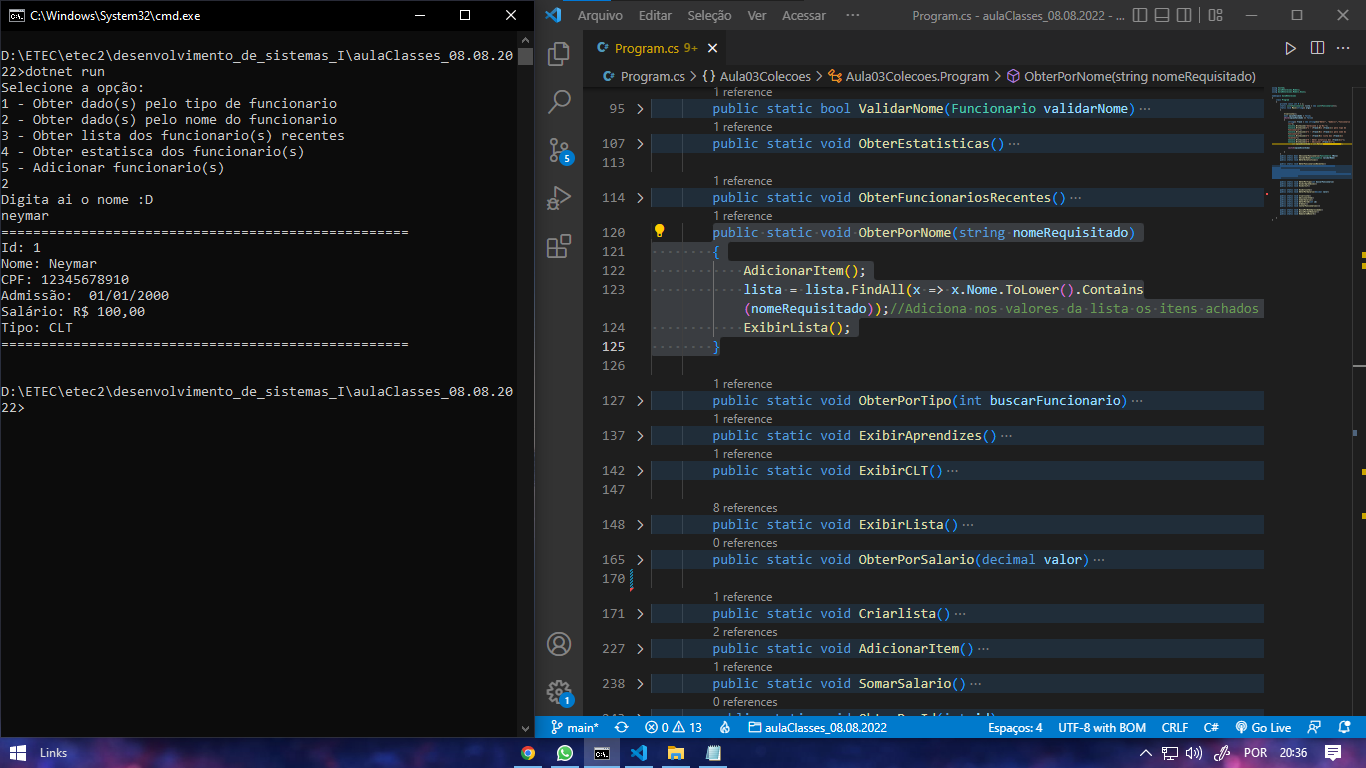 C:\Windows\System32\cmd.exe
D:\ETEC\etec2\desenvolvimento_de_sistemas_I\aulaClasses_08.08.20
22>dotnet run
Selecione a opção:
1 - Obter dado(s) pelo tipo de funcionario
2 - Obter dado(s) pelo nome do funcionario
3 - Obter lista dos funcionario(s) recentes
4 - Obter estatisca dos funcionario(s)
5 - Adicionar funcionario(s)
2
Digita ai o nome :D
neymar
===================================================
Id: 1
Nome: Neymar
CPF: 12345678910
Admissão:  01/01/2000
Salário: R$ 100,00
Tipo: CLT
===================================================
D:\ETEC\etec2\desenvolvimento_de_sistemas_I\aulaClasses_08.08.20
22>
Arquivo Editar Seleção Ver Acessar ··· Program.cs - aulaClasses_08.08.2022 - ...
Program.cs 9+
Program.cs > {} Aula03Colecoes > Aula03Colecoes.Program > ObterPorNome(string nomeRequisitado)
1 reference
95 > public static bool ValidarNome(Funcionario validarNome) ···
1 reference
107 > public static void ObterEstatisticas() ···
113
1 reference
114 > public static void ObterFuncionariosRecentes() ···
1 reference
120 public static void ObterPorNome(string nomeRequisitado)
121 {
122 AdicionarItem();
123 lista = lista.FindAll(x => x.Nome.ToLower().Contains
(nomeRequisitado));//Adiciona nos valores da lista os itens achados
124 ExibirLista();
125 }
126
1 reference
127 > public static void ObterPorTipo(int buscarFuncionario) ···
1 reference
137 > public static void ExibirAprendizes() ···
1 reference
142 > public static void ExibirCLT() ···
147
8 references
148 > public static void ExibirLista() ···
0 references
165 > public static void ObterPorSalario(decimal valor) ···
170
1 reference
171 > public static void Criarlista() ···
2 references
227 > public static void AdicionarItem() ···
1 reference
238 > public static void SomarSalario() ···
0 references
5
1
main* 0 13 aulaClasses_08.08.2022 Espaços: 4 UTF-8 with BOM CRLF C# Go Live
Links POR 20:36